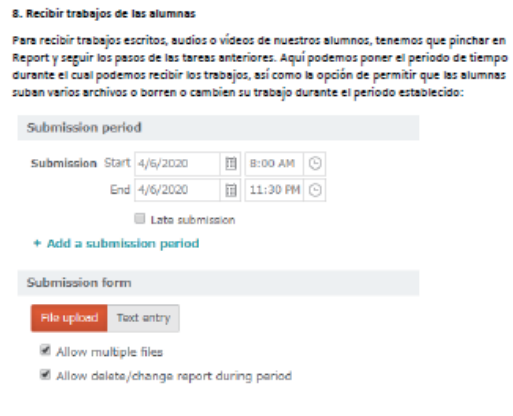 8. Recibir trabajos de las alumnas
Para recibir trabajos escritos, audios o vídeos de nuestros alumnos, tenemos que pinchar en
Report y seguir los pasos de las tareas anteriores. Aquí podemos poner el periodo de tiempo
durante el cual podemos recibir los trabajos, así como la opción de permitir que las alumnas
suban varios archivos o borren o cambien su trabajo durante el periodo establecido:
Submission period
Submission Start 4/6/2020 8:00 AM
End 4/6/2020 11:30 PM
Late submission
+ Add a submission period
Submission form
File upload Text entry
Allow multiple files
Allow delete/change report during period